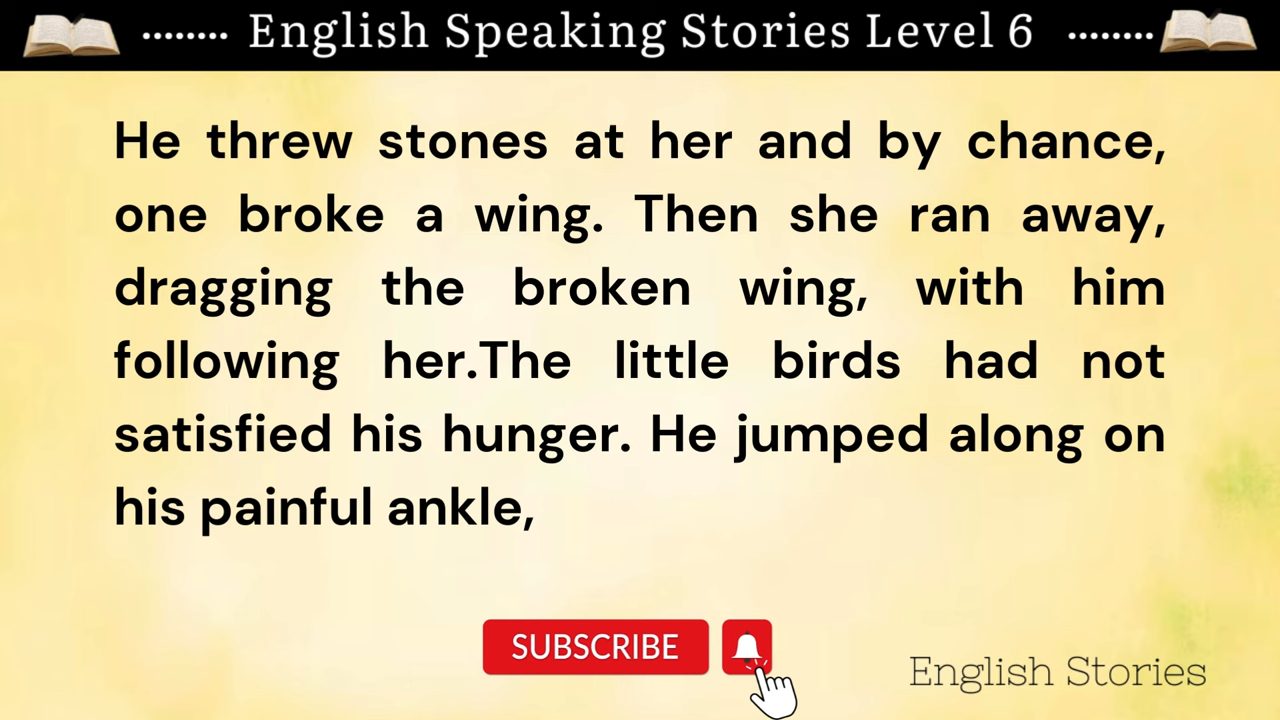 English Speaking Stories Level 6
He threw stones at her and by chance,
one broke a wing. Then she ran away,
dragging the broken wing, with him
following her.The little birds had not
satisfied his hunger. He jumped along on
his painful ankle,
SUBSCRIBE
English Stories